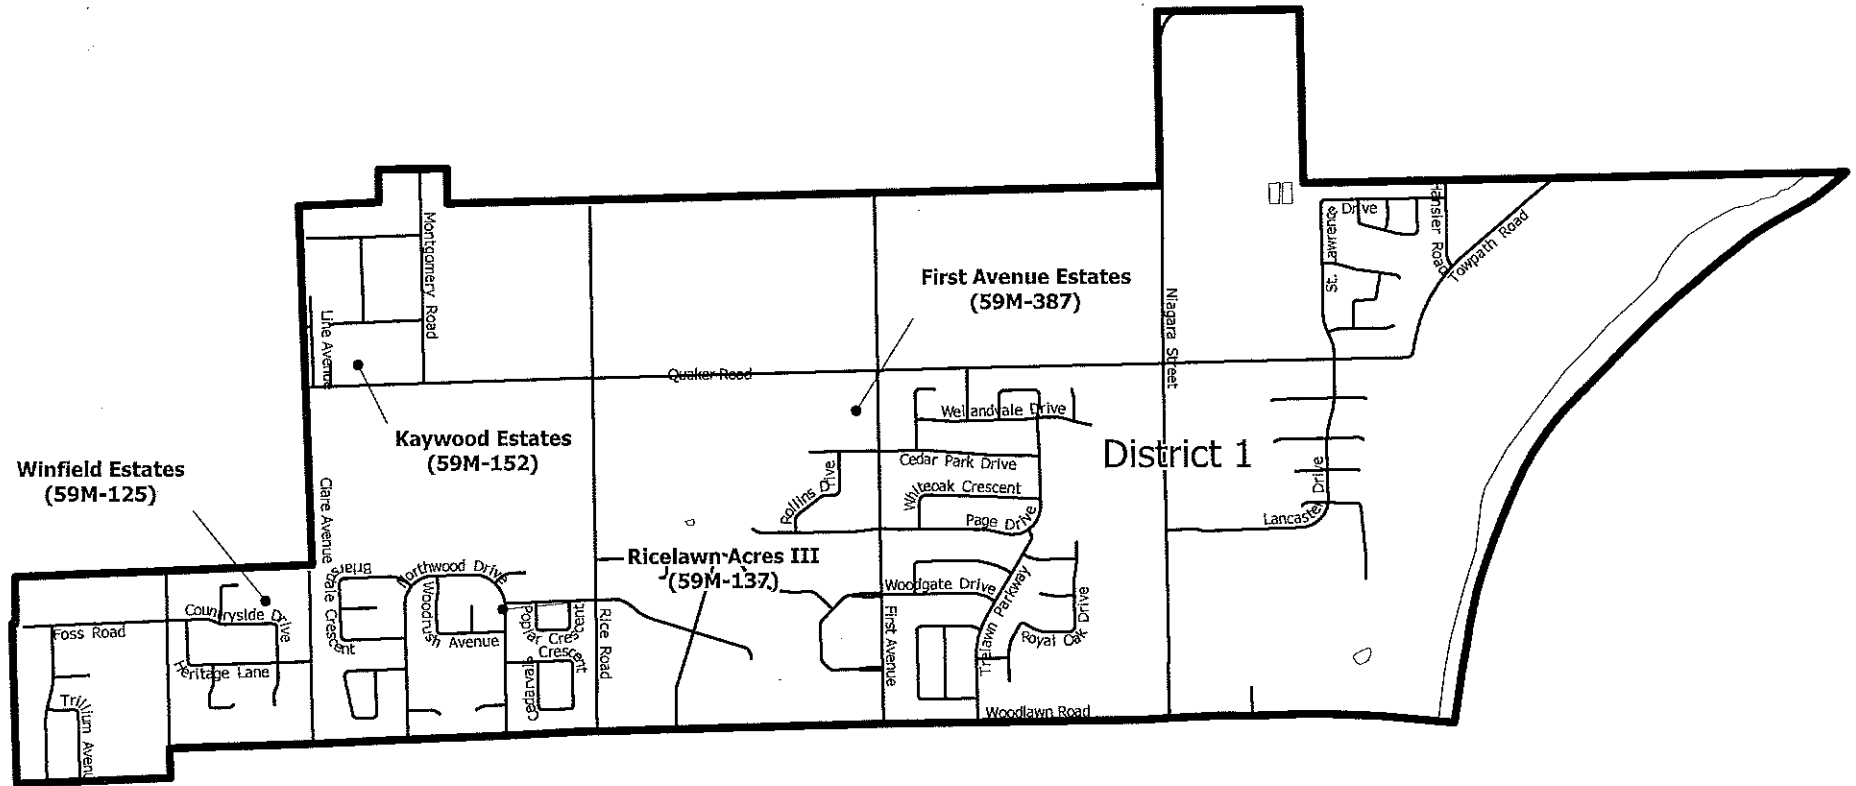 Montgomery Road
Hansler Road
Towpath Road
Drive
St. Lawrence
First Avenue Estates
(59M-387)
Niagara Street
Line Avenue
Quaker Road
Wellandvale Drive
Kaywood Estates
(59M-152)
District 1
Cedar Park Drive
Winfield Estates
(59M-125)
Clare Avenue
Rollins Drive
Whiteoak Crescent
Page Drive
Lancaster Drive
Ricelawn Acres III
(59M-137)
Briarsdale Crescent
Northwood Drive
Woodgate Drive
Trelawn Parkway
Countryside Drive
Foss Road
Woodrush Avenue
Poplar Crescent
Rice Road
First Avenue
Royal Oak Drive
Heritage Lane
Cedarvale Crescent
Trillium Avenu
Woodlawn Road